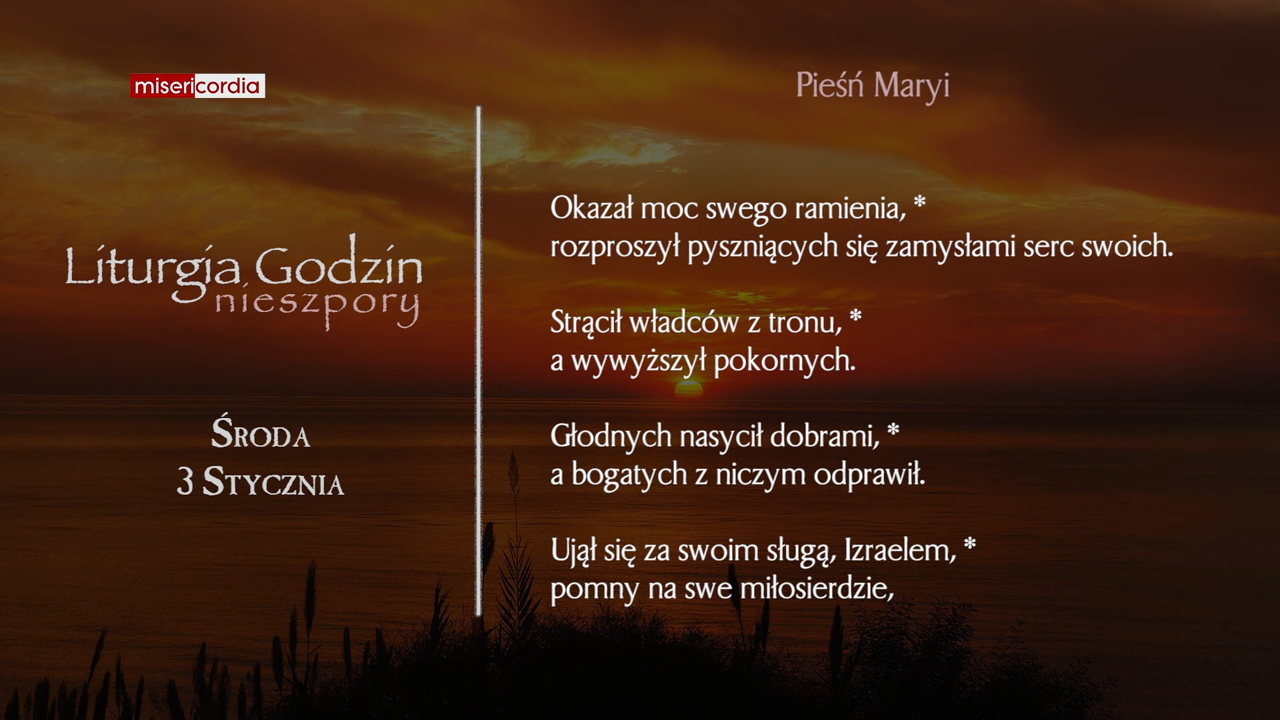 misericordia
Liturgia Godzin
nieszpory
Środa
3 Stycznia
Pieśń Maryi
Okazał moc swego ramienia, *
rozproszył pyszniących się zamysłami serc swoich.
Strącił władców z tronu, *
a wywyższył pokornych.
Głodnych nasycił dobrami, *
a bogatych z niczym odprawił.
Ujął się za swoim sługą, Izraelem, *
pomny na swe miłosierdzie,